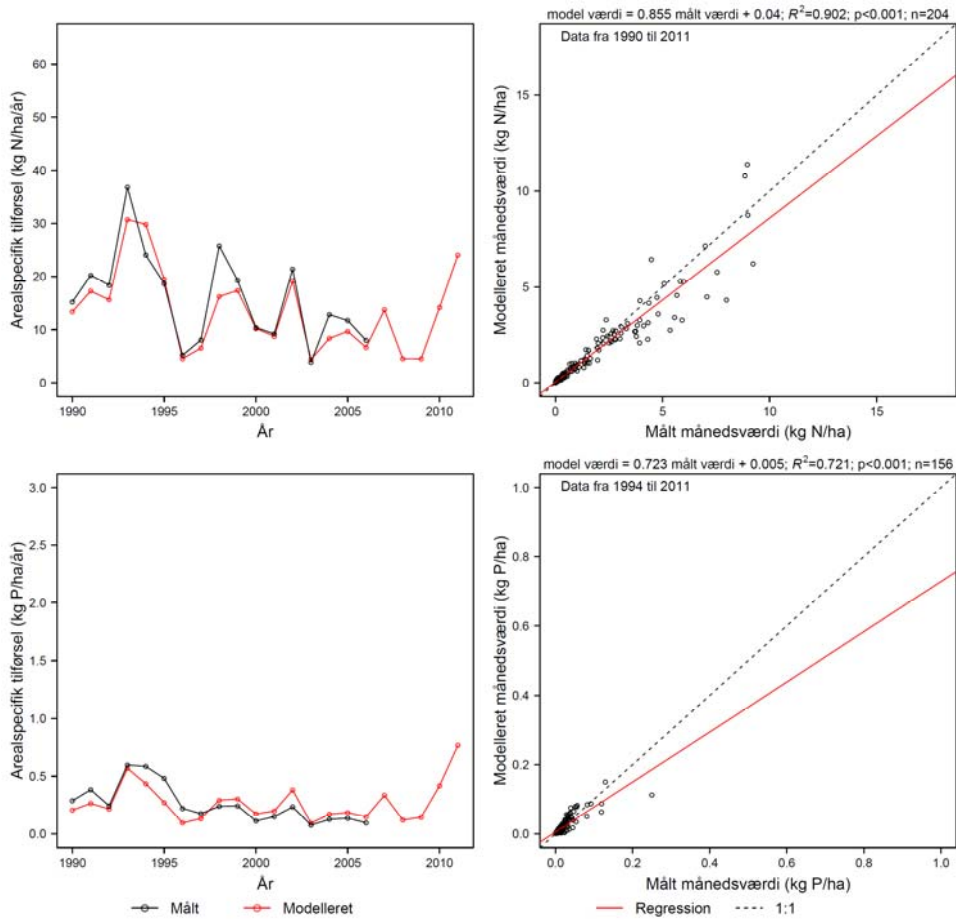 model værdi = 0.855 målt værdi + 0.04; R²=0.902; p<0.001; n=204
Arealspecifik tilførsel (kg N/ha/år)
60
50
40
30
20
10
0
1990 1995 2000 2005 2010
År
Data fra 1990 til 2011
Modelleret månedsværdi (kg N/ha)
15
10
5
0
0 5 10 15
Målt månedsværdi (kg N/ha)
model værdi = 0.723 målt værdi + 0.005; R²=0.721; p<0.001; n=156
Arealspecifik tilførsel (kg P/ha/år)
3.0
2.5
2.0
1.5
1.0
0.5
0.0
1990 1995 2000 2005 2010
År
Data fra 1994 til 2011
Modelleret månedsværdi (kg P/ha)
1.0
0.8
0.6
0.4
0.2
0.0
0.0 0.2 0.4 0.6 0.8 1.0
Målt månedsværdi (kg P/ha)
Målt Modelleret Regression 1:1